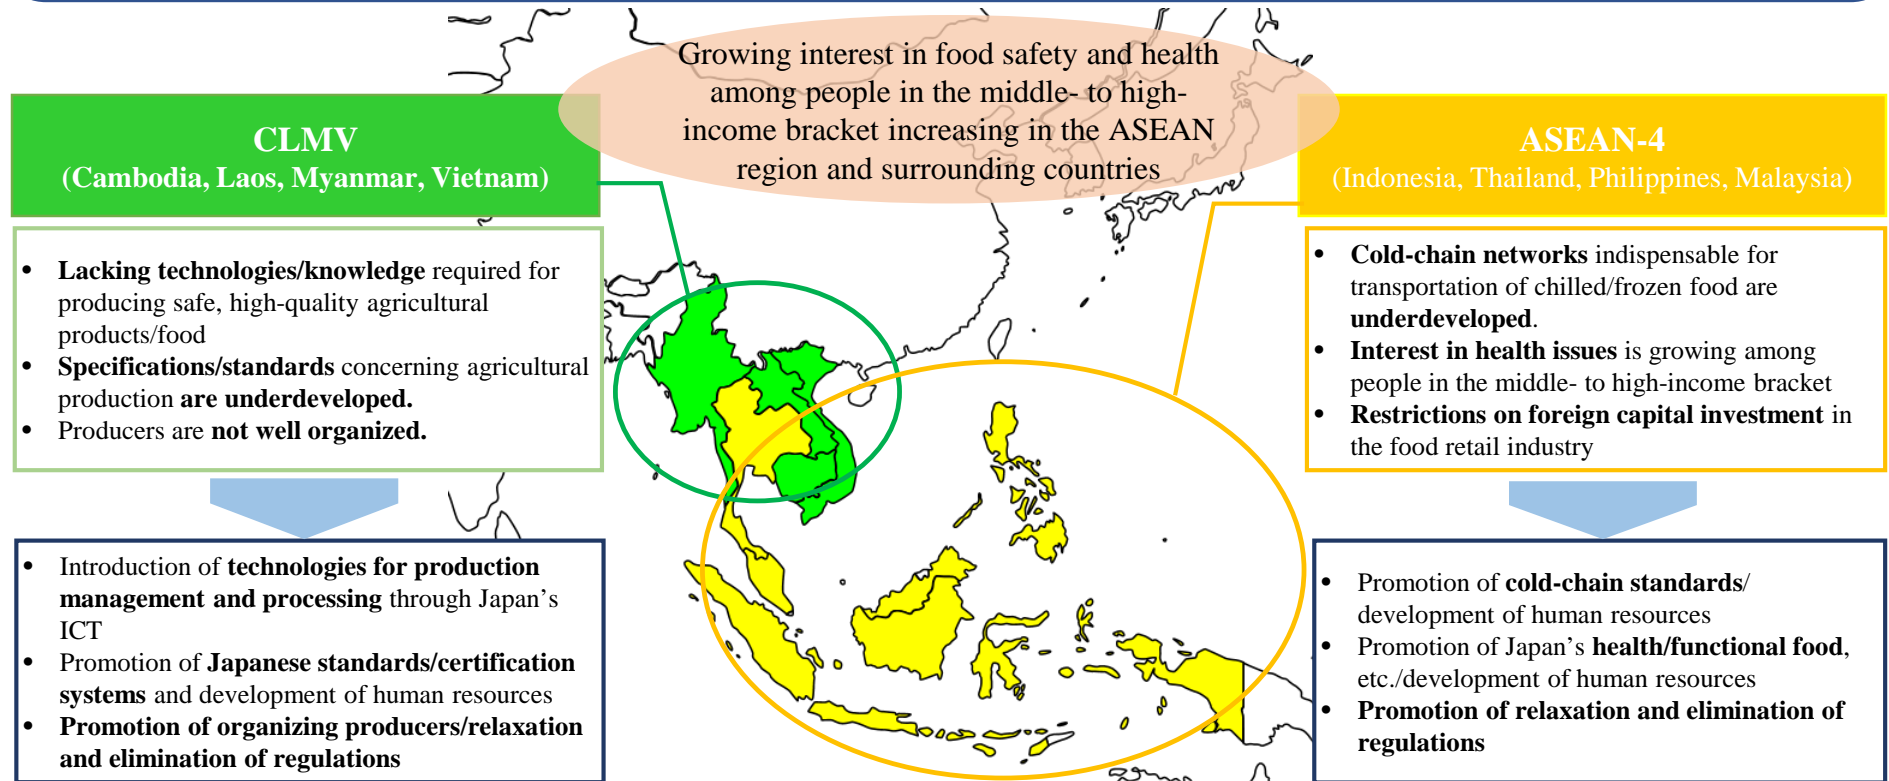 Growing interest in food safety and health
among people in the middle- to high-
income bracket increasing in the ASEAN
region and surrounding countries
CLMV
(Cambodia, Laos, Myanmar, Vietnam)
• Lacking technologies/knowledge required for
producing safe, high-quality agricultural
products/food
• Specifications/standards concerning agricultural
production are underdeveloped.
• Producers are not well organized.
• Introduction of technologies for production
management and processing through Japan's
ICT
• Promotion of Japanese standards/certification
systems and development of human resources
• Promotion of organizing producers/relaxation
and elimination of regulations
ASEAN-4
(Indonesia, Thailand, Philippines, Malaysia)
• Cold-chain networks indispensable for
transportation of chilled/frozen food are
underdeveloped.
• Interest in health issues is growing among
people in the middle- to high-income bracket
• Restrictions on foreign capital investment in
the food retail industry
• Promotion of cold-chain standards/
development of human resources
• Promotion of Japan's health/functional food,
etc./development of human resources
• Promotion of relaxation and elimination of
regulations